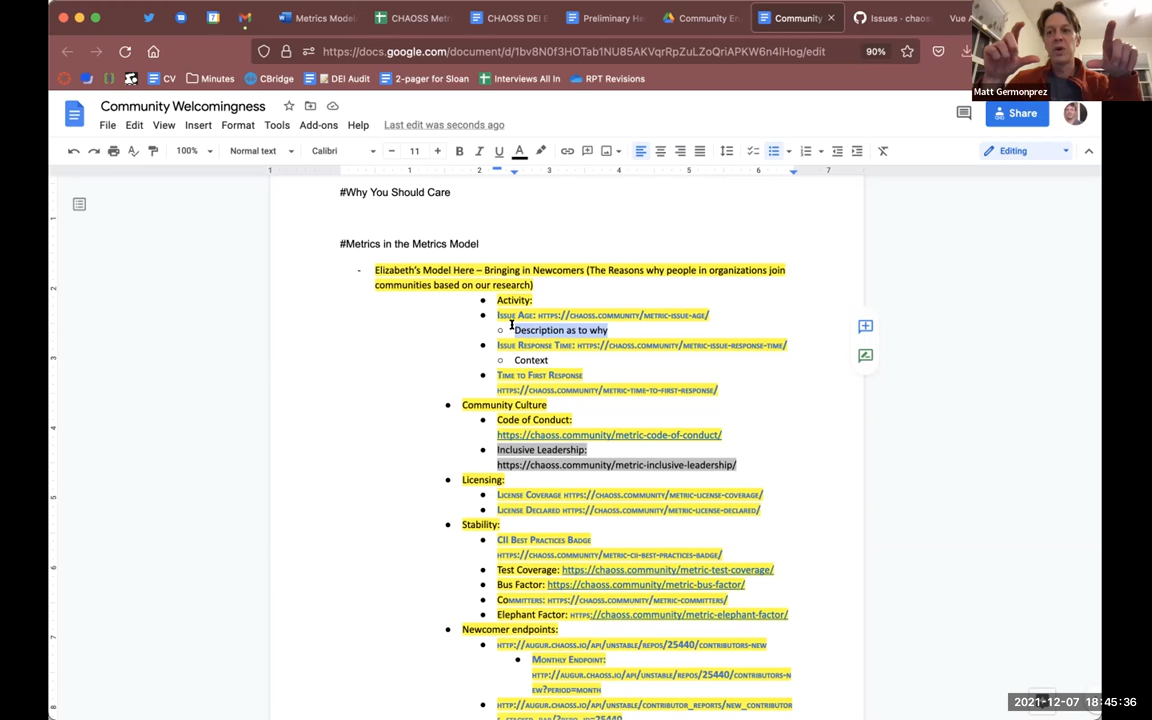 Metrics Model
CHAOSS Metr
CHAOSS DEI E
Preliminary He
Community En
Community
Issues · chaos
Vue A
https://docs.google.com/document/d/1bv8N0f3HOTab1NU85AKVqrRpZuLZoQriAPKW6n4lHog/edit
90%
CV
Minutes
CBridge
DEI Audit
2-pager for Sloan
Interviews All In
RPT Revisions
Matt Germonprez
Community Welcomingness
File Edit View Insert Format Tools Add-ons Help Last edit was seconds ago
Share
100% Normal text Calibri 11 Editing
1 1 2 3 4 5 6 7
#Why You Should Care
#Metrics in the Metrics Model
- Elizabeth's Model Here – Bringing in Newcomers (The Reasons why people in organizations join
communities based on our research)
● Activity:
● Issue Age: https://chaoss.community/metric-issue-age/
○ Description as to why
● Issue Response Time: https://chaoss.community/metric-issue-response-time/
○ Context
● Time to First Response
https://chaoss.community/metric-time-to-first-response/
● Community Culture
● Code of Conduct:
https://chaoss.community/metric-code-of-conduct/
● Inclusive Leadership:
https://chaoss.community/metric-inclusive-leadership/
● Licensing:
● License Coverage https://chaoss.community/metric-license-coverage/
● License Declared https://chaoss.community/metric-license-declared/
● Stability:
● CII Best Practices Badge
https://chaoss.community/metric-cii-best-practices-badge/
● Test Coverage: https://chaoss.community/metric-test-coverage/
● Bus Factor: https://chaoss.community/metric-bus-factor/
● Committers: https://chaoss.community/metric-committers/
● Elephant Factor: https://chaoss.community/metric-elephant-factor/
● Newcomer endpoints:
● http://augur.chaoss.io/api/unstable/repos/25440/contributors-new
● Monthly Endpoint:
http://augur.chaoss.io/api/unstable/repos/25440/contributors-n
ew?period=month
● http://augur.chaoss.io/api/unstable/contributor_reports/new_contributor
2021-12-07 18:45:36